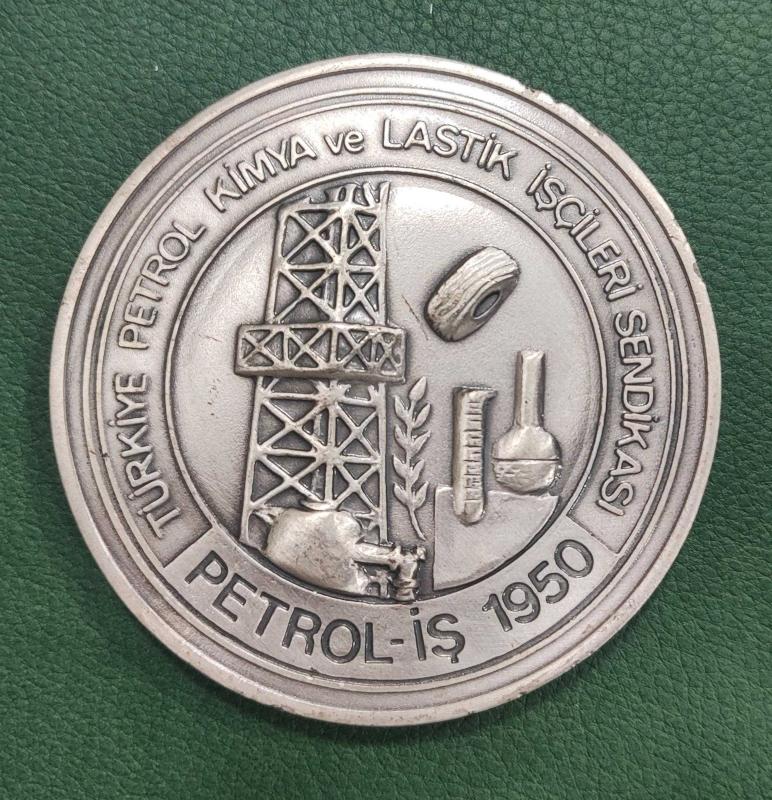 TÜRKİYE PETROL KİMYA ve LASTİK İŞÇİLERİ SENDİKASI
PETROL-İŞ 1950